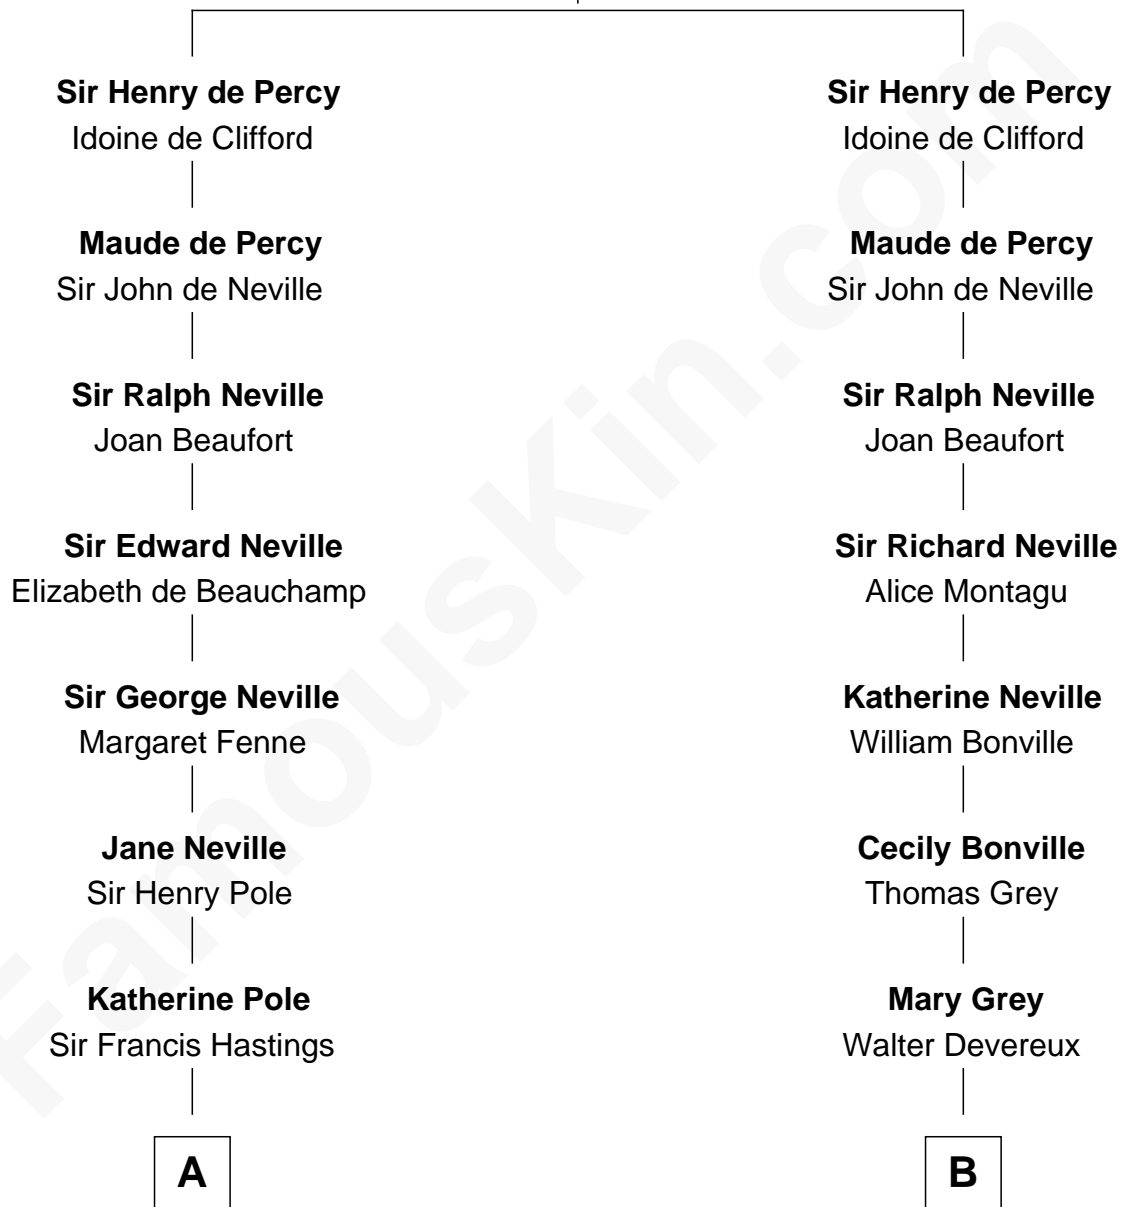 Sir Henry de Percy
Idoine de Clifford
Maude de Percy
Sir John de Neville
Sir Ralph Neville
Joan Beaufort
Sir Edward Neville
Elizabeth de Beauchamp
Sir George Neville
Margaret Fenne
Jane Neville
Sir Henry Pole
Katherine Pole
Sir Francis Hastings
A
Sir Henry de Percy
Idoine de Clifford
Maude de Percy
Sir John de Neville
Sir Ralph Neville
Joan Beaufort
Sir Richard Neville
Alice Montagu
Katherine Neville
William Bonville
Cecily Bonville
Thomas Grey
Mary Grey
Walter Devereux
B
FamousKin.com